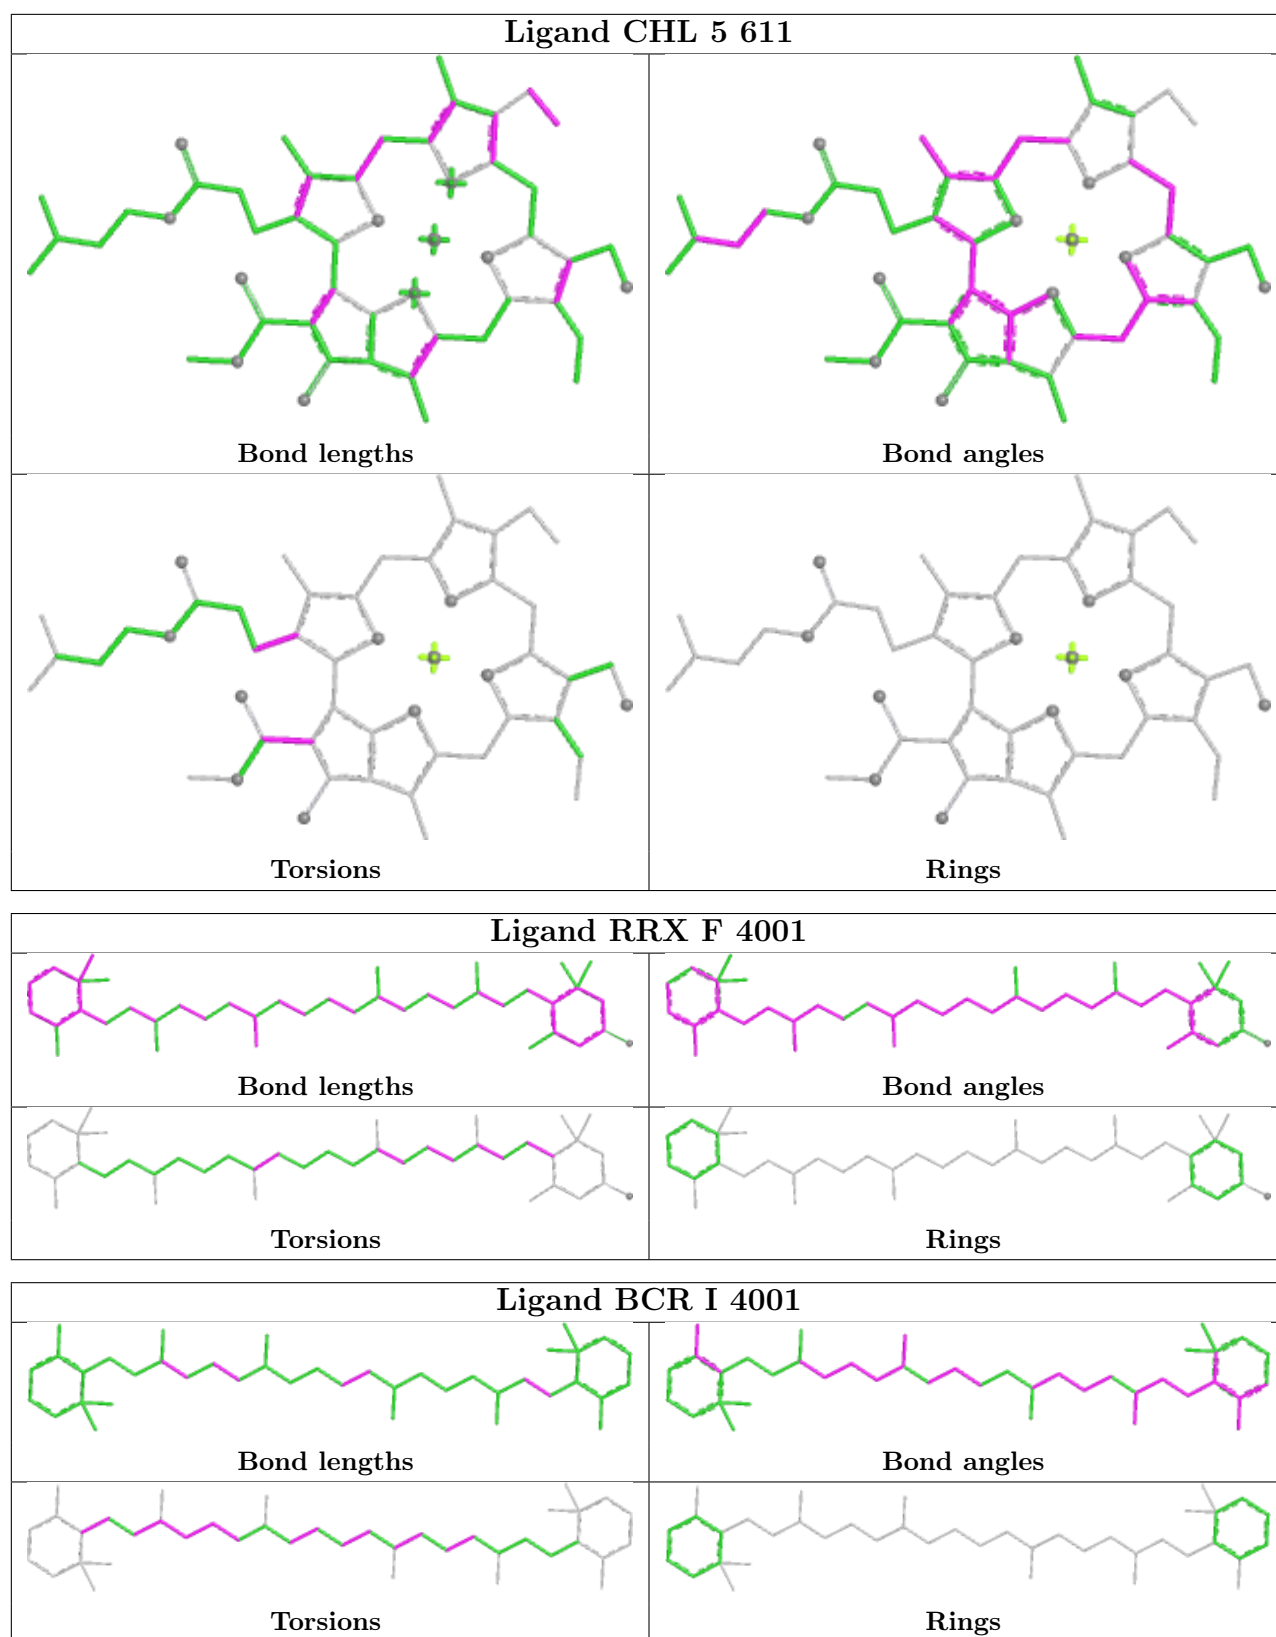 Ligand CHL 5 611
Bond lengths
Bond angles
Torsions
Rings
Ligand RRX F 4001
Bond lengths
Bond angles
Torsions
Rings
Ligand BCR I 4001
Bond lengths
Bond angles
Torsions
Rings